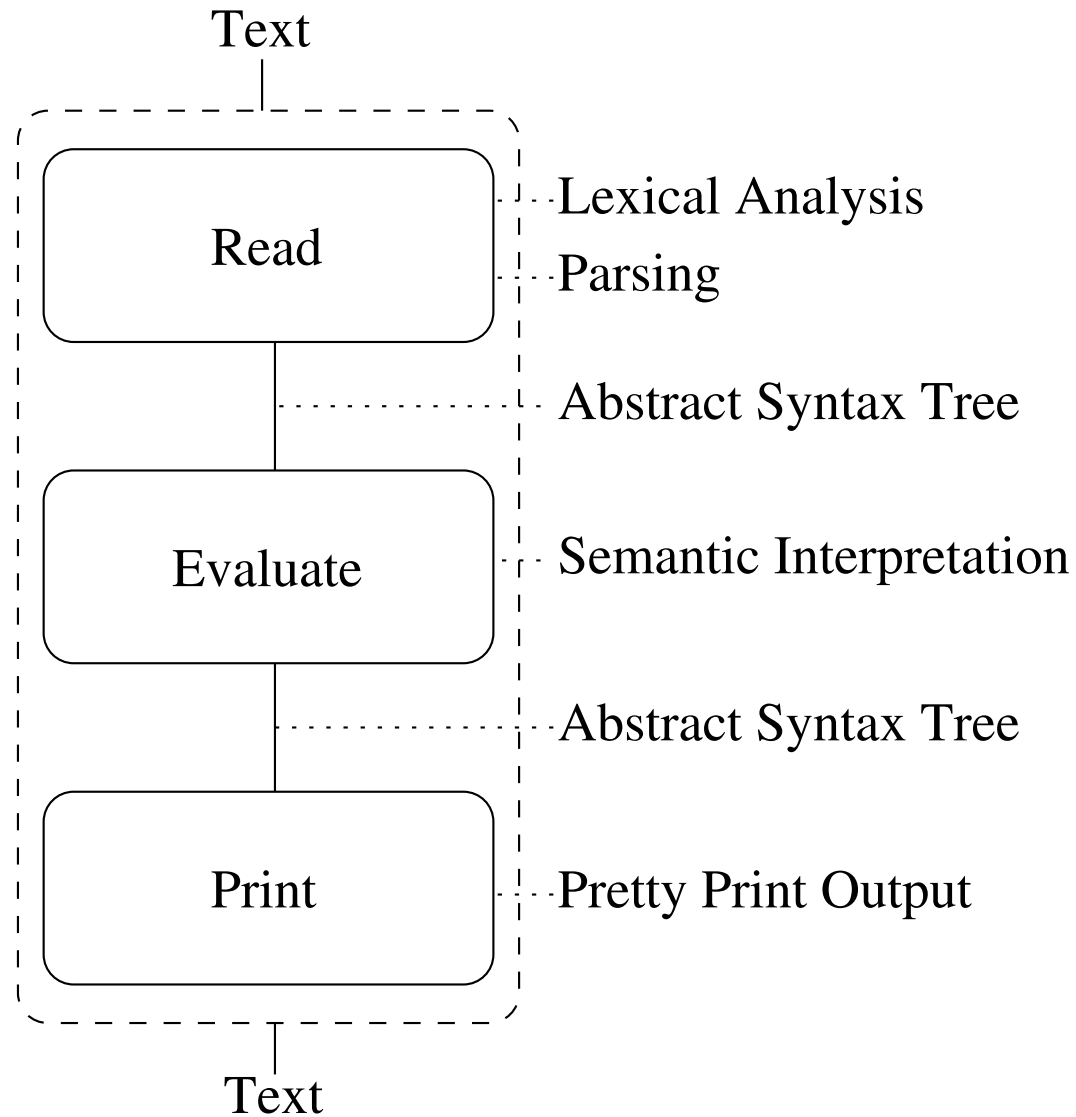 Text
Lexical Analysis
Read
Parsing
Abstract Syntax Tree
Evaluate
Semantic Interpretation
Abstract Syntax Tree
Print
Pretty Print Output
Text